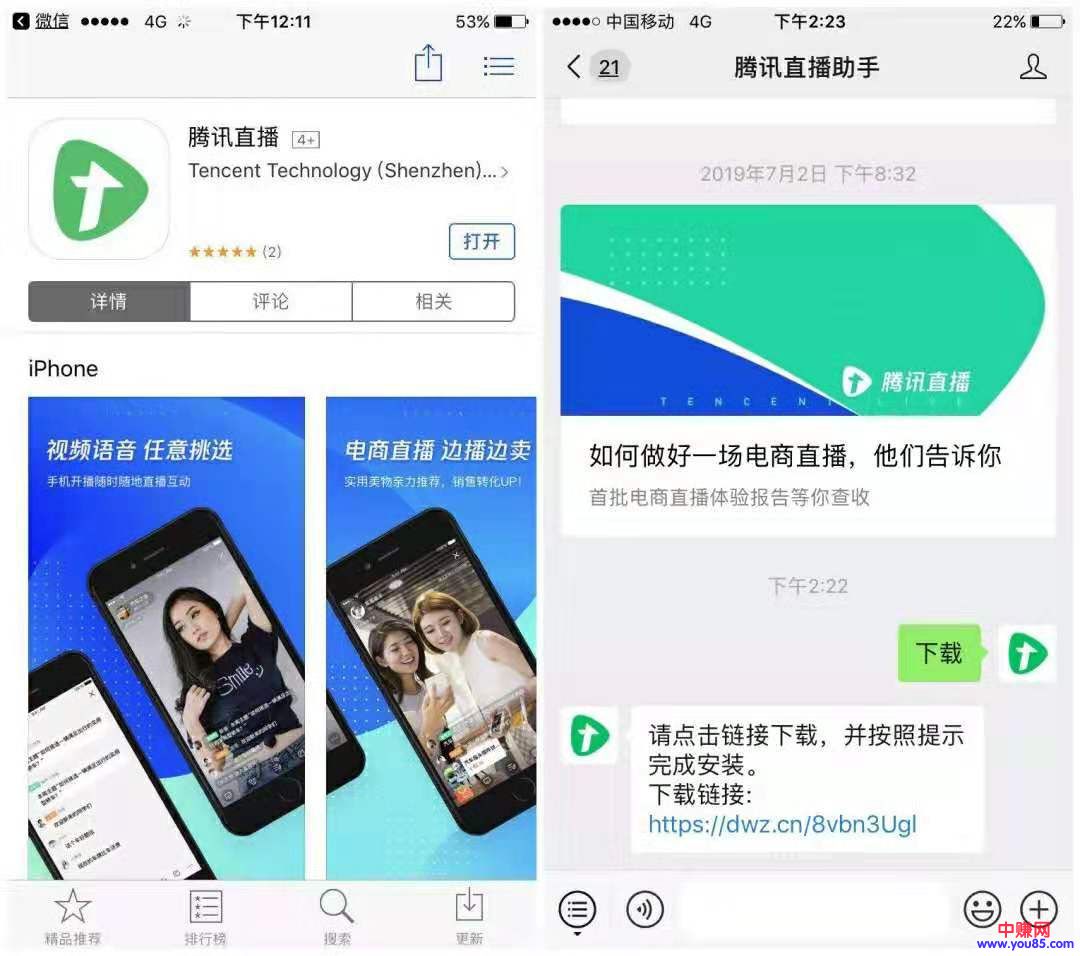 微信 4G 下午12:11 53%
腾讯直播 4+
Tencent Technology (Shenzhen)...
(2)
打开
详情 评论 相关
iPhone
视频语音 任意挑选
手机开播随时随地直播互动
电商直播 边播边卖
实用美物亲力推荐，销售转化UP!
Smile
精品推荐 排行榜 搜索 更新
中国移动 4G 下午2:23 22%
21 腾讯直播助手
2019年7月2日 下午8:32
腾讯直播
TENCENT LIVE
如何做好一场电商直播，他们告诉你
首批电商直播体验报告等你查收
下午2:22
下载
请点击链接下载，并按照提示
完成安装。
下载链接:
https://dwz.cn/8vbn3Ugl
中赚网
www.you85.com